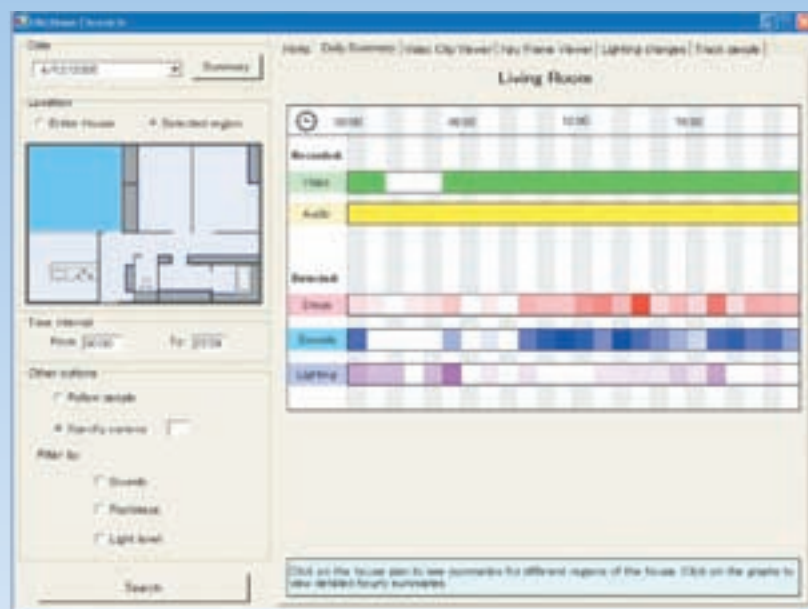 Date
Summary
Location
Entire House
Selected region
Time Interval
From
To
Other options
Follow people
Specify camera
Filter by
Sounds
Footsteps
Light level
Search
Daily Summary
Video Clip Viewer
Key Frame Viewer
Lighting changes
Track people
Living Room
Recorded:
Video
Audio
Detected:
Sounds
Lighting
Click on the house plan to see summaries for different regions of the house. Click on the graphs to
view detailed hourly summaries.